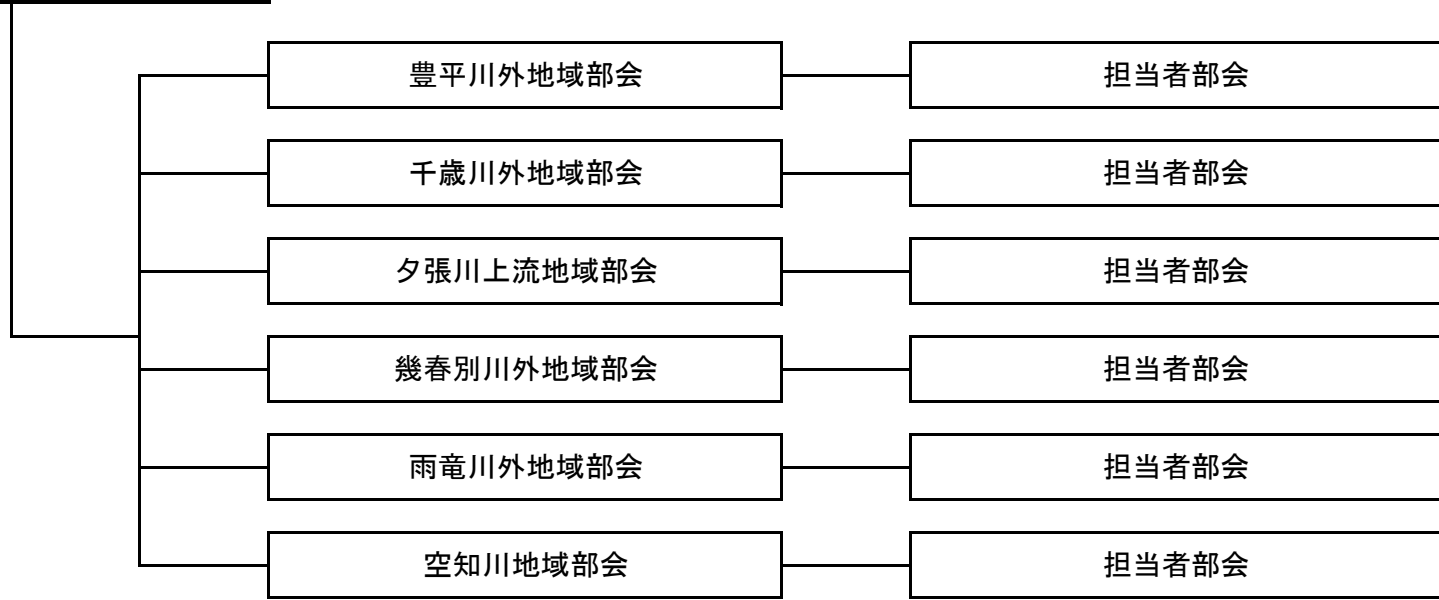 豊平川外地域部会 担当者部会
千歳川外地域部会 担当者部会
夕張川上流地域部会 担当者部会
幾春別川外地域部会 担当者部会
雨竜川外地域部会 担当者部会
空知川地域部会 担当者部会